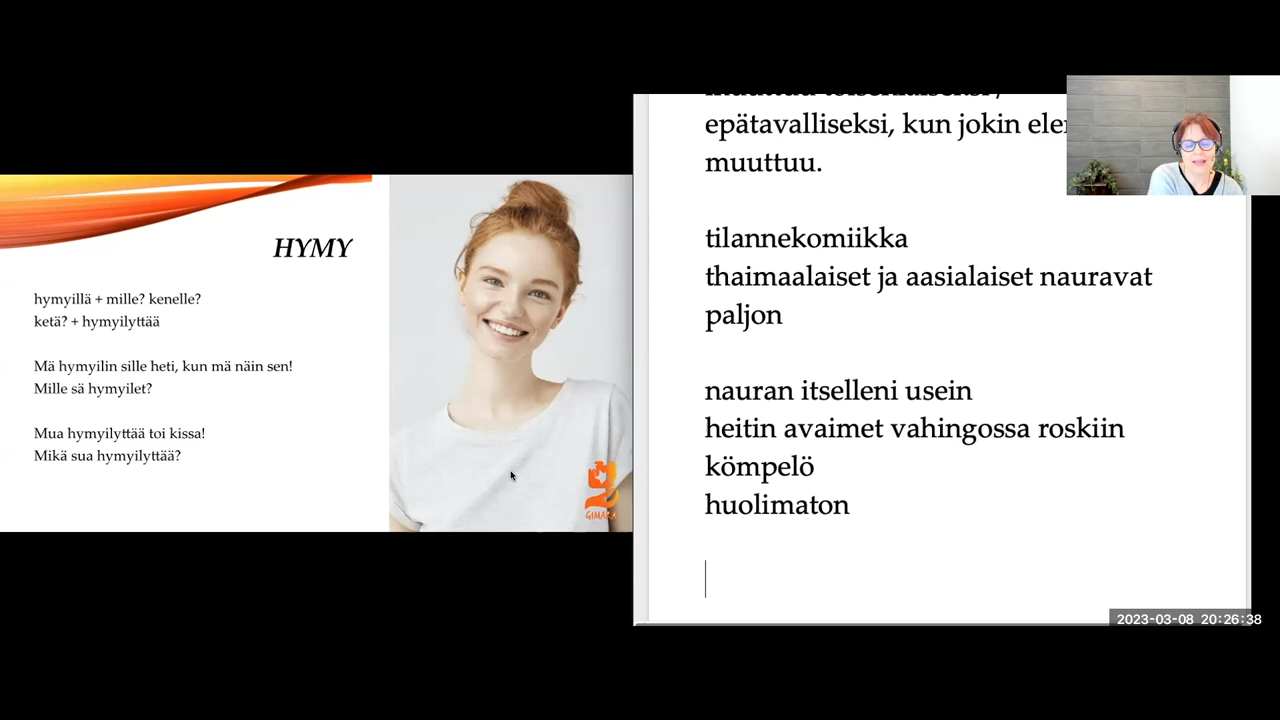 HYMY
hymyillä + mille? kenelle?
ketä? + hymyilyttää
Mä hymyilin sille heti, kun mä näin sen!
Mille sä hymyilet?
Mua hymyilyttää toi kissa!
Mikä sua hymyilyttää?
epätavalliseksi, kun jokin
muuttuu.
tilannekomiikka
thaimaalaiset ja aasialaiset nauravat
paljon
nauran itselleni usein
heitin avaimet vahingossa roskiin
kömpelö
huolimaton
2023-03-08 20:26:38